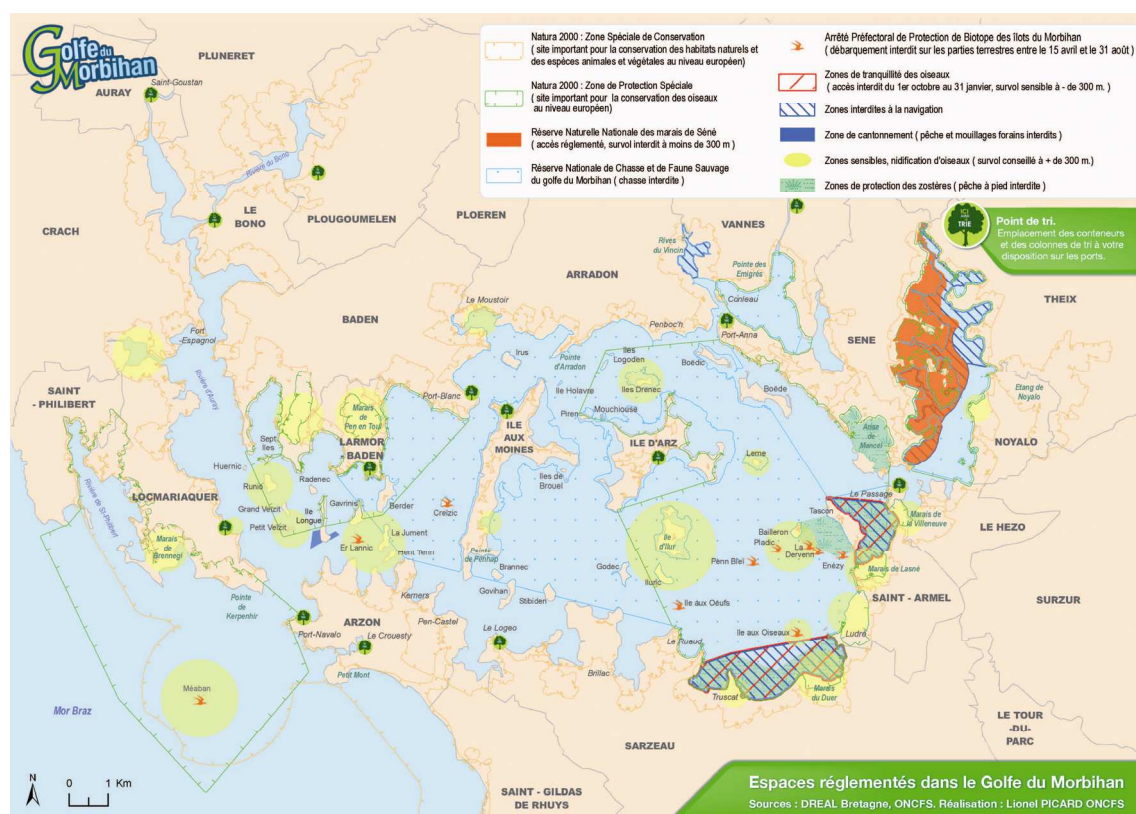 Golfe du
Morbihan
Natura 2000 : Zone Spéciale de Conservation
( site important pour la conservation des habitats naturels et
des espèces animales et végétales au niveau européen)
Natura 2000 : Zone de Protection Spéciale
( site important pour la conservation des oiseaux
au niveau européen)
Réserve Naturelle Nationale des marais de Séné
( accès réglementé, survol interdit à moins de 300 m )
Réserve Nationale de Chasse et de Faune Sauvage
du golfe du Morbihan ( chasse interdite )
Arrêté Préfectoral de Protection de Biotope des îlots du Morbihan
( débarquement interdit sur les parties terrestres entre le 15 avril et le 31 août )
Zones de tranquillité des oiseaux
( accès interdit du 1er octobre au 31 janvier, survol sensible à - de 300 m. )
Zones interdites à la navigation
Zone de cantonnement ( pêche et mouillages forains interdits )
Zones sensibles, nidification d'oiseaux ( survol conseillé à + de 300 m.)
Zones de protection des zostères ( pêche à pied interdite )
ICI
TRIE
Point de tri.
Emplacement des conteneurs
et des colonnes de tri à votre
disposition sur les ports.
PLUNERET
AURAY
Saint-Goustan
Rivière du Bono
LE
BONO
PLOUGOUMELEN
PLOEREN
CRACH
VANNES
Rives
du Vincin
Pointe des
Emigrés
ARRADON
Conleau
THEIX
Le Moustoir
BADEN
Penboc'h
Port-Anna
SENE
Fort
-Espagnol
Irus
Pointe
d'Arradon
Iles
Logoden
Boëdic
Rivière d'Auray
SAINT
- PHILIBERT
Port-Blanc
Ile Holavre
Iles Drenec
Boëde
Etang de
Noyalo
Marais
de
Pen en Toul
Piren
Mouchiouse
ILE
AUX
MOINES
ILE D'ARZ
Anse
de
Mancel
NOYALO
Sept
Iles
LARMOR
- BADEN
Lerne
Huernic
Iles de
Brouel
Radenec
Runio
LOCMARIAQUER
Gavrinis
Berder
Creïzic
Le Passage
Rivière de St-Philibert
Grand Veïzit
Ile
Longue
Tascon
Marais de
la Villeneuve
LE HEZO
Petit Veïzit
La Jument
Ile
d'Ilur
Bailleron
Pladic
La
Dervenn
Marais
de
Brennegi
Er Lannic
Pointe
de Penhap
Brannec
Godec
Penn Bleï
Enézy
Marais de Lasné
Iluric
Pointe
de
Kerpenhir
Kerners
Govihan
Stibiden
SAINT - ARMEL
SURZUR
Ile aux Oeufs
ARZON
Pen-Castel
Port-Navalo
Le Crouesty
Le Logeo
Le Ruaud
Ile aux Oiseaux
Ludré
Petit Mont
Brillac
Méaban
Truscat
Marais
du Duer
Mor Braz
LE TOUR
-DU-
PARC
SARZEAU
N
0 1 Km
SAINT - GILDAS
DE RHUYS
Espaces réglementés dans le Golfe du Morbihan
Sources : DREAL Bretagne, ONCFS. Réalisation : Lionel PICARD ONCFS